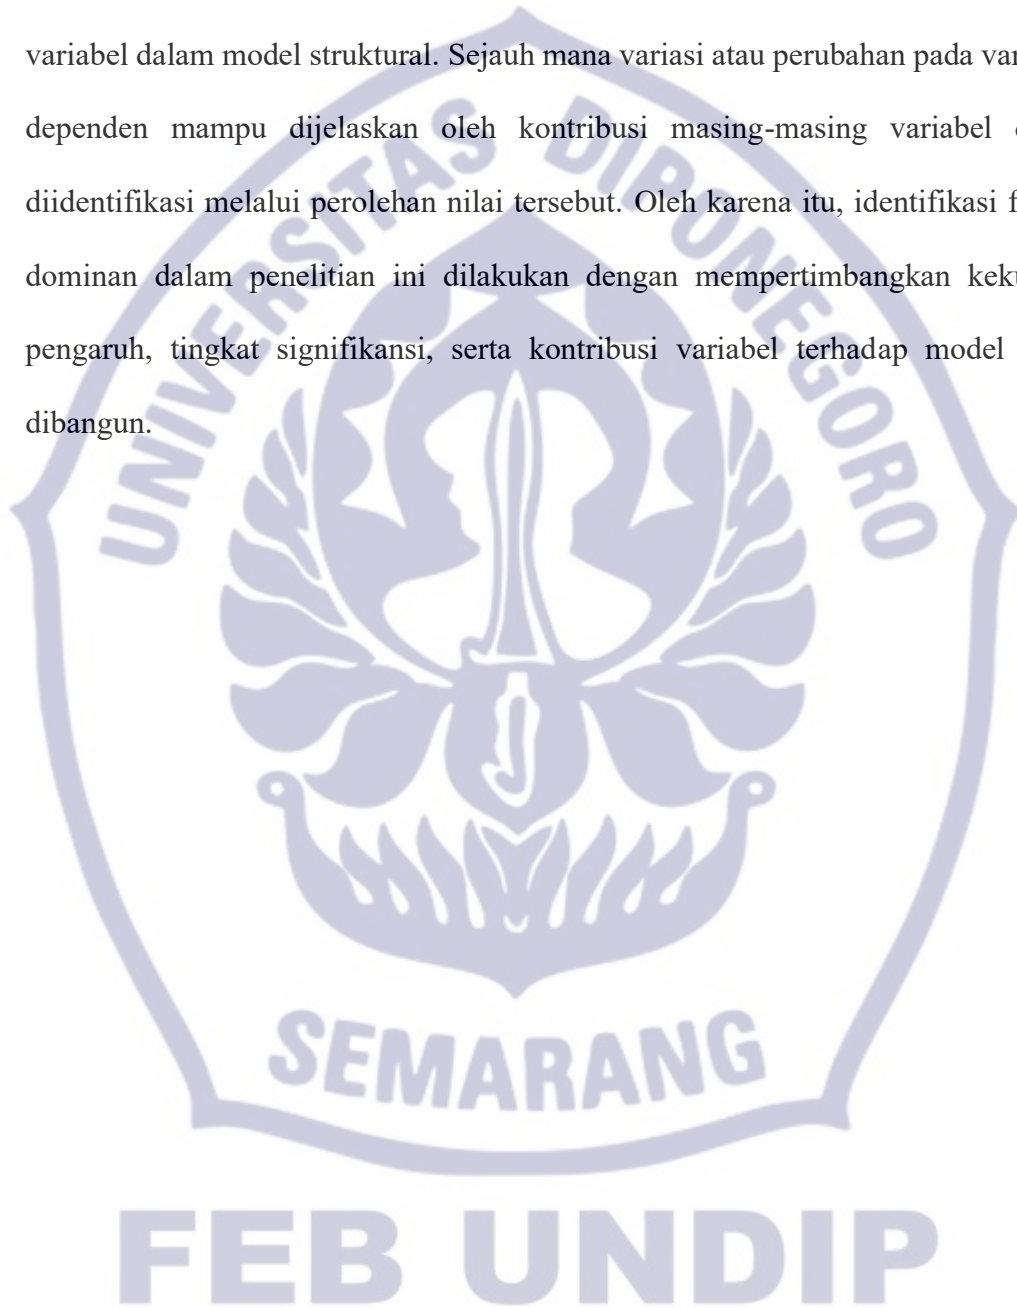 variabel dalam model struktural. Sejauh mana variasi atau perubahan pada var
dependen mampu dijelaskan oleh kontribusi masing-masing variabel
diidentifikasi melalui perolehan nilai tersebut. Oleh karena itu, identifikasi f
dominan dalam penelitian ini dilakukan dengan mempertimbangkan keku
pengaruh, tingkat signifikansi, serta kontribusi variabel terhadap model
dibangun.
UNIVERSITAS DIPONEGORO
SEMARANG
FEB UNDIP